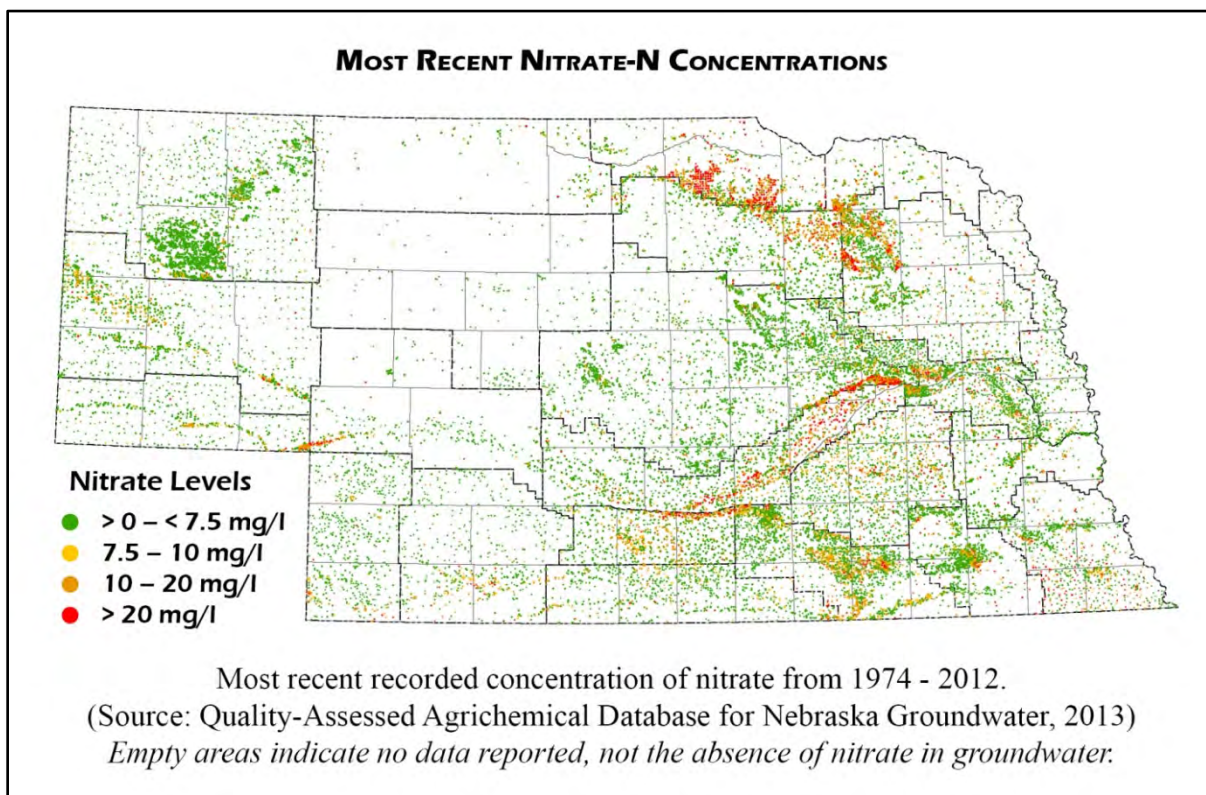 Most Recent Nitrate-N Concentrations
Nitrate Levels
> 0 – < 7.5 mg/l
7.5 – 10 mg/l
10 – 20 mg/l
> 20 mg/l
Most recent recorded concentration of nitrate from 1974 - 2012.
(Source: Quality-Assessed Agrichemical Database for Nebraska Groundwater, 2013)
Empty areas indicate no data reported, not the absence of nitrate in groundwater.